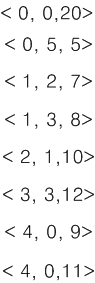 < 0, 0,20>
< 0, 5, 5>
< 1, 2, 7>
< 1, 3, 8>
< 2, 1,10>
< 3, 3,12>
< 4, 0, 9>
< 4, 0,11>